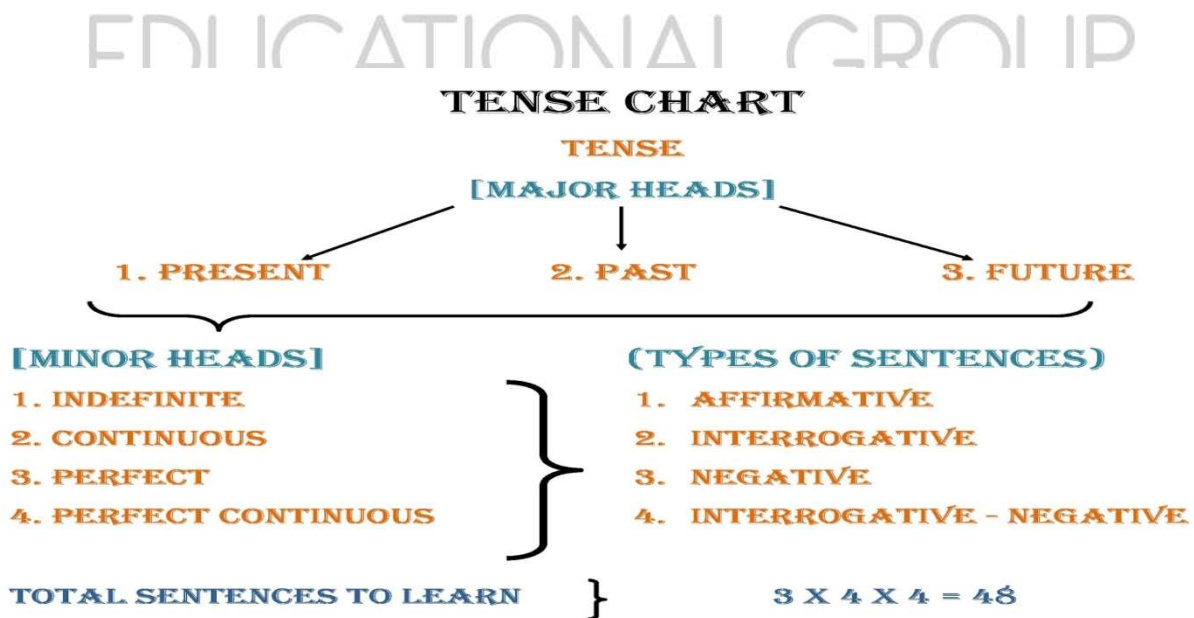 EDUCATIONAL GROUP
TENSE CHART
TENSE
[MAJOR HEADS]
1. PRESENT 2. PAST 3. FUTURE
[MINOR HEADS] (TYPES OF SENTENCES)
1. INDEFINITE 1. AFFIRMATIVE
2. CONTINUOUS 2. INTERROGATIVE
3. PERFECT 3. NEGATIVE
4. PERFECT CONTINUOUS 4. INTERROGATIVE - NEGATIVE
TOTAL SENTENCES TO LEARN } 3 X 4 X 4 = 48